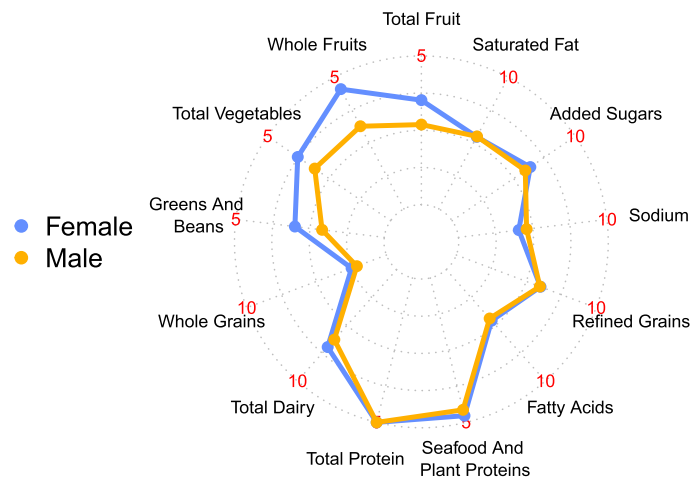 Total Fruit
Whole Fruits
Saturated Fat
5
5
10
Total Vegetables
Added Sugars
5
10
Greens And
Beans
5
10
Sodium
Female
Male
10
10
Whole Grains
Refined Grains
10
10
Total Dairy
Fatty Acids
5
Total Protein
Seafood And
Plant Proteins